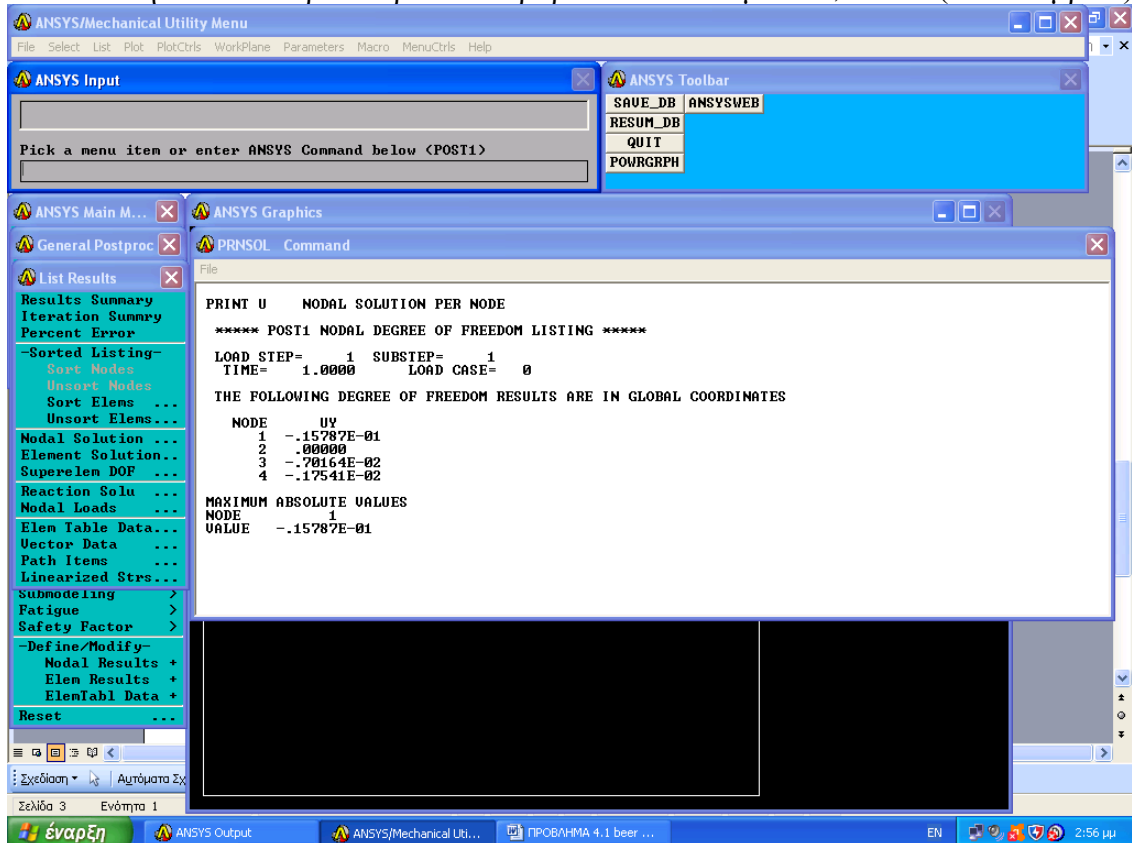 ANSYS/Mechanical Utility Menu
File Select List Plot PlotCtrls WorkPlane Parameters Macro MenuCtrls Help
ANSYS Input
Pick a menu item or enter ANSYS Command below (POST1)
ANSYS Toolbar
SAVE_DB ANSYSWEB
RESUM_DB
QUIT
POWRGRPH
ANSYS Main M...
ANSYS Graphics
General Postproc
List Results
Results Summary
Iteration Summry
Percent Error
-Sorted Listing-
Sort Nodes
Unsort Nodes
Sort Elems ...
Unsort Elems...
Nodal Solution ...
Element Solution..
Superelem DOF ...
Reaction Solu ...
Nodal Loads ...
Elem Table Data...
Vector Data ...
Path Items ...
Linearized Strs...
Submodeling >
Fatigue >
Safety Factor >
-Define/Modify-
Nodal Results +
Elem Results +
ElemTabl Data +
Reset ...
PRNSOL Command
File
PRINT U NODAL SOLUTION PER NODE
***** POST1 NODAL DEGREE OF FREEDOM LISTING *****
LOAD STEP= 1 SUBSTEP= 1
TIME= 1.0000 LOAD CASE= 0
THE FOLLOWING DEGREE OF FREEDOM RESULTS ARE IN GLOBAL COORDINATES
NODE UY
1 -.15787E-01
2 .00000
3 -.70164E-02
4 -.17541E-02
MAXIMUM ABSOLUTE VALUES
NODE 1
VALUE -.15787E-01
Σχεδίαση Αυτόματα Σχ
Σελίδα 3 Ενότητα 1
έναρξη ANSYS Output ANSYS/Mechanical Uti... ΠΡΟΒΛΗΜΑ 4.1 beer ... EN 2:56 μμ